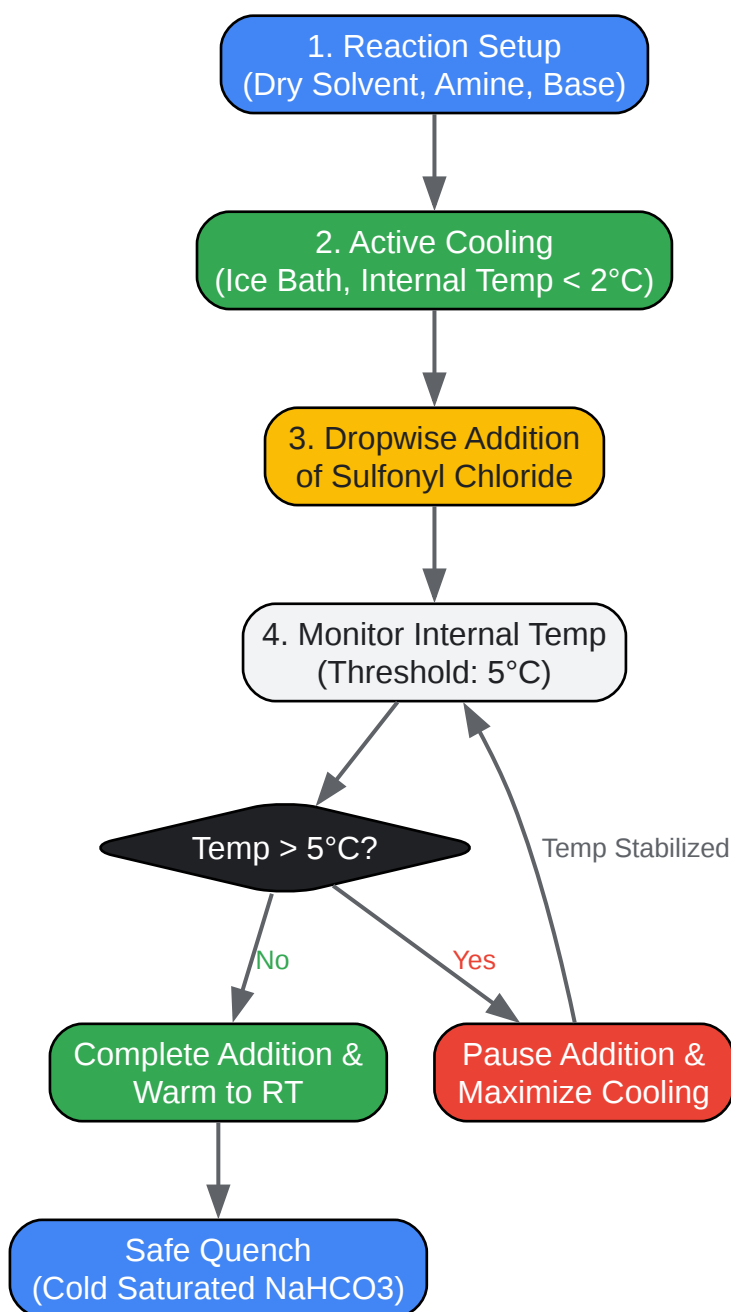 1. Reaction Setup
(Dry Solvent, Amine, Base)
2. Active Cooling
(Ice Bath, Internal Temp < 2°C)
3. Dropwise Addition
of Sulfonyl Chloride
4. Monitor Internal Temp
(Threshold: 5°C)
Temp > 5°C?
Temp Stabilized
No
Yes
Complete Addition &
Warm to RT
Pause Addition &
Maximize Cooling
Safe Quench
(Cold Saturated NaHCO3)